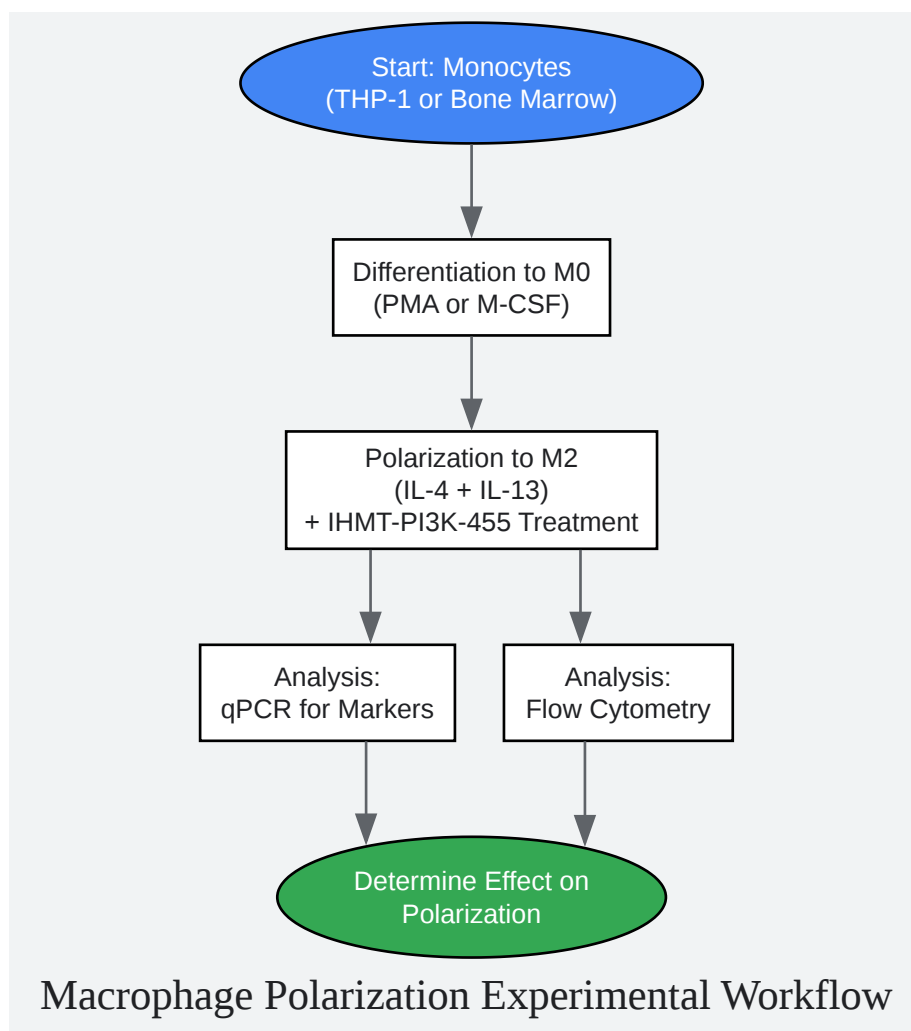 Start: Monocytes
(THP-1 or Bone Marrow)
Differentiation to M0
(PMA or M-CSF)
Polarization to M2
(IL-4 + IL-13)
+ IHMT-PI3K-455 Treatment
Analysis:
qPCR for Markers
Analysis:
Flow Cytometry
Determine Effect on
Polarization
Macrophage Polarization Experimental Workflow